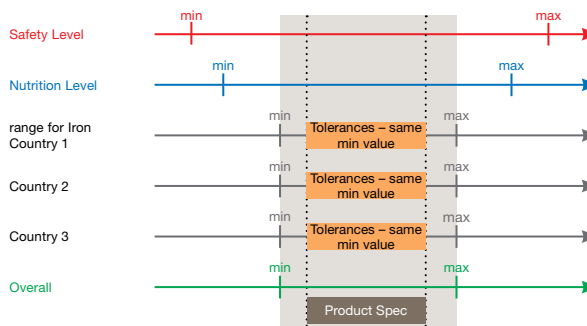 min max
Safety Level
min max
Nutrition Level
min max
range for Iron
Country 1
Tolerances – same
min value
min max
Country 2
Tolerances – same
min value
min max
Country 3
Tolerances – same
min value
min max
Overall
Product Spec